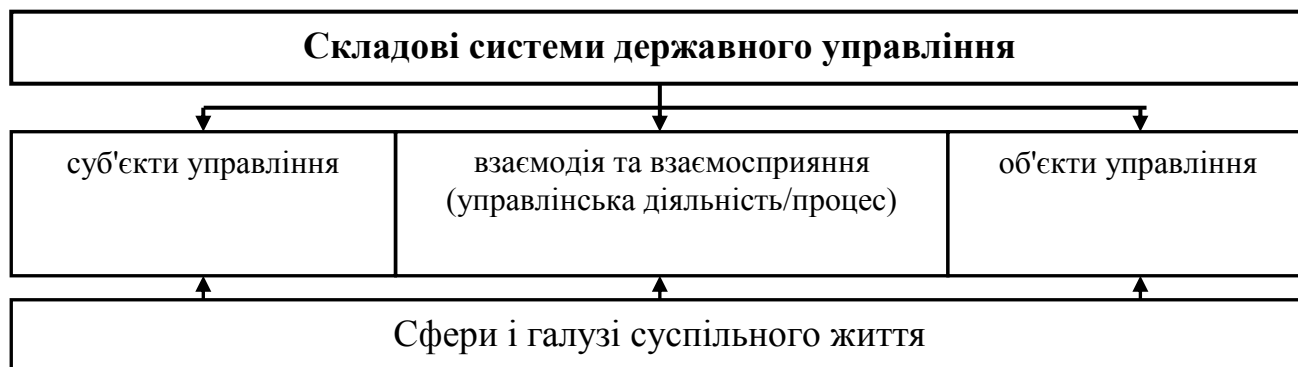 Складові системи державного управління
суб'єкти управління
взаємодія та взаємосприяння
(управлінська діяльність/процес)
об'єкти управління
Сфери і галузі суспільного життя